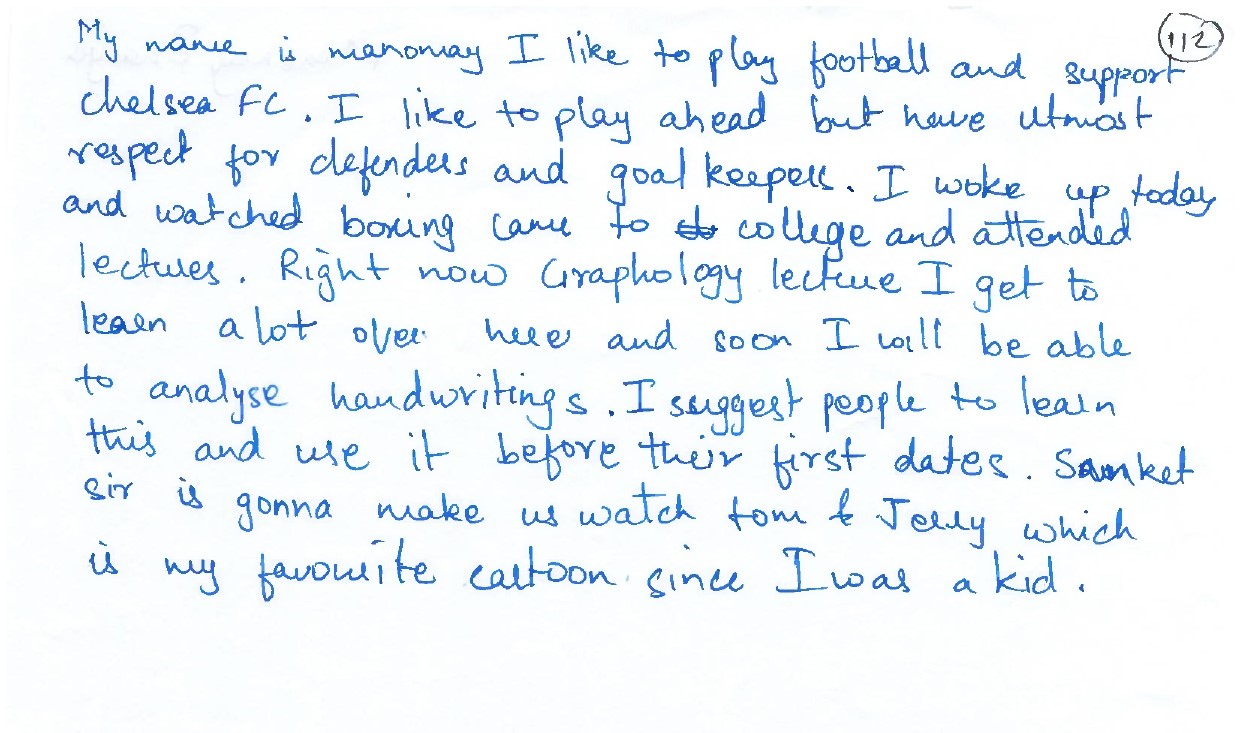 112
My name is manomay I like to play football and support
chelsea FC. I like to play ahead but have utmost
respect for defenders and goal keepers. I woke up today
and watched boxing came to college and attended
lectures. Right now Graphology lecture I get to
learn a lot over here and soon I will be able
to analyse handwritings. I suggest people to learn
this and use it before their first dates. Sanket
sir is gonna make us watch tom & Jerry which
is my favourite cartoon since I was a kid.